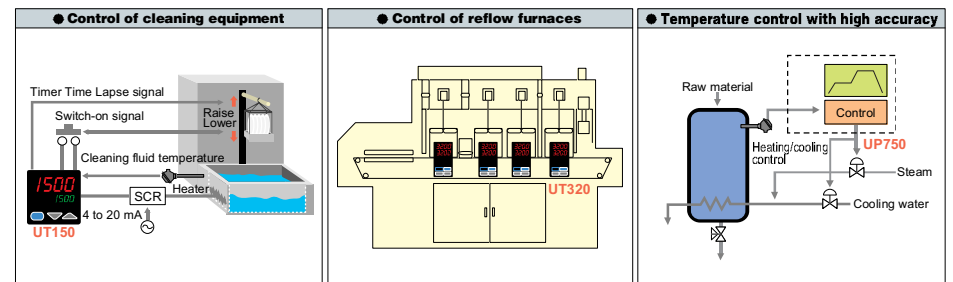 ● Control of cleaning equipment
Timer Time Lapse signal
Switch-on signal
Raise
Lower
Cleaning fluid temperature
Heater
1500
1500
SCR
4 to 20 mA
UT150
● Control of reflow furnaces
UT320
● Temperature control with high accuracy
Raw material
Control
Heating/cooling
control
UP750
Steam
Cooling water